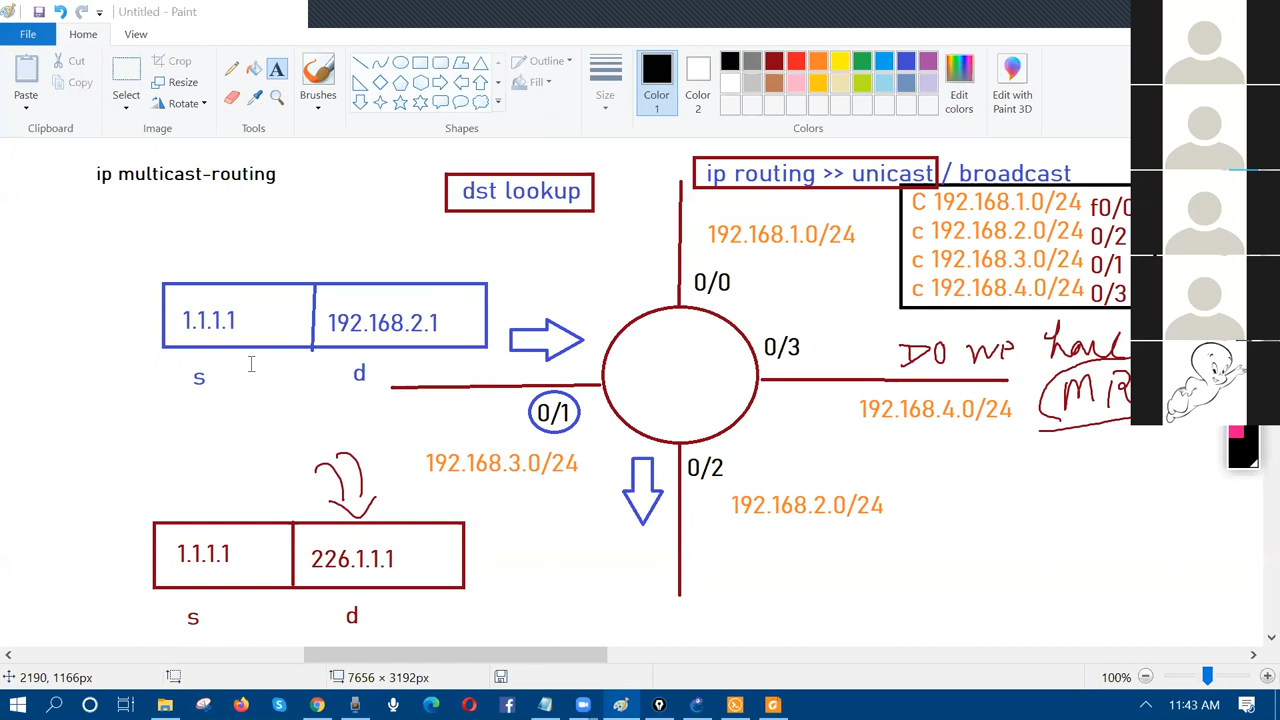 Untitled - Paint
File Home View
Paste
Cut
Copy
Clipboard
Select
Crop
Resize
Rotate
Image
Tools
Brushes
Shapes
Outline
Fill
Size
Color 1
Color 2
Edit colors
Edit with Paint 3D
Colors
ip multicast-routing
dst lookup
ip routing >> unicast / broadcast
C 192.168.1.0/24 f0/0
c 192.168.2.0/24 0/2
c 192.168.3.0/24 0/1
c 192.168.4.0/24 0/3
192.168.1.0/24
0/0
1.1.1.1 192.168.2.1
s d
0/3
DO WE have
192.168.4.0/24
0/1
192.168.3.0/24
0/2
192.168.2.0/24
1.1.1.1 226.1.1.1
s d
2190, 1166px
7656 × 3192px
100%
11:43 AM